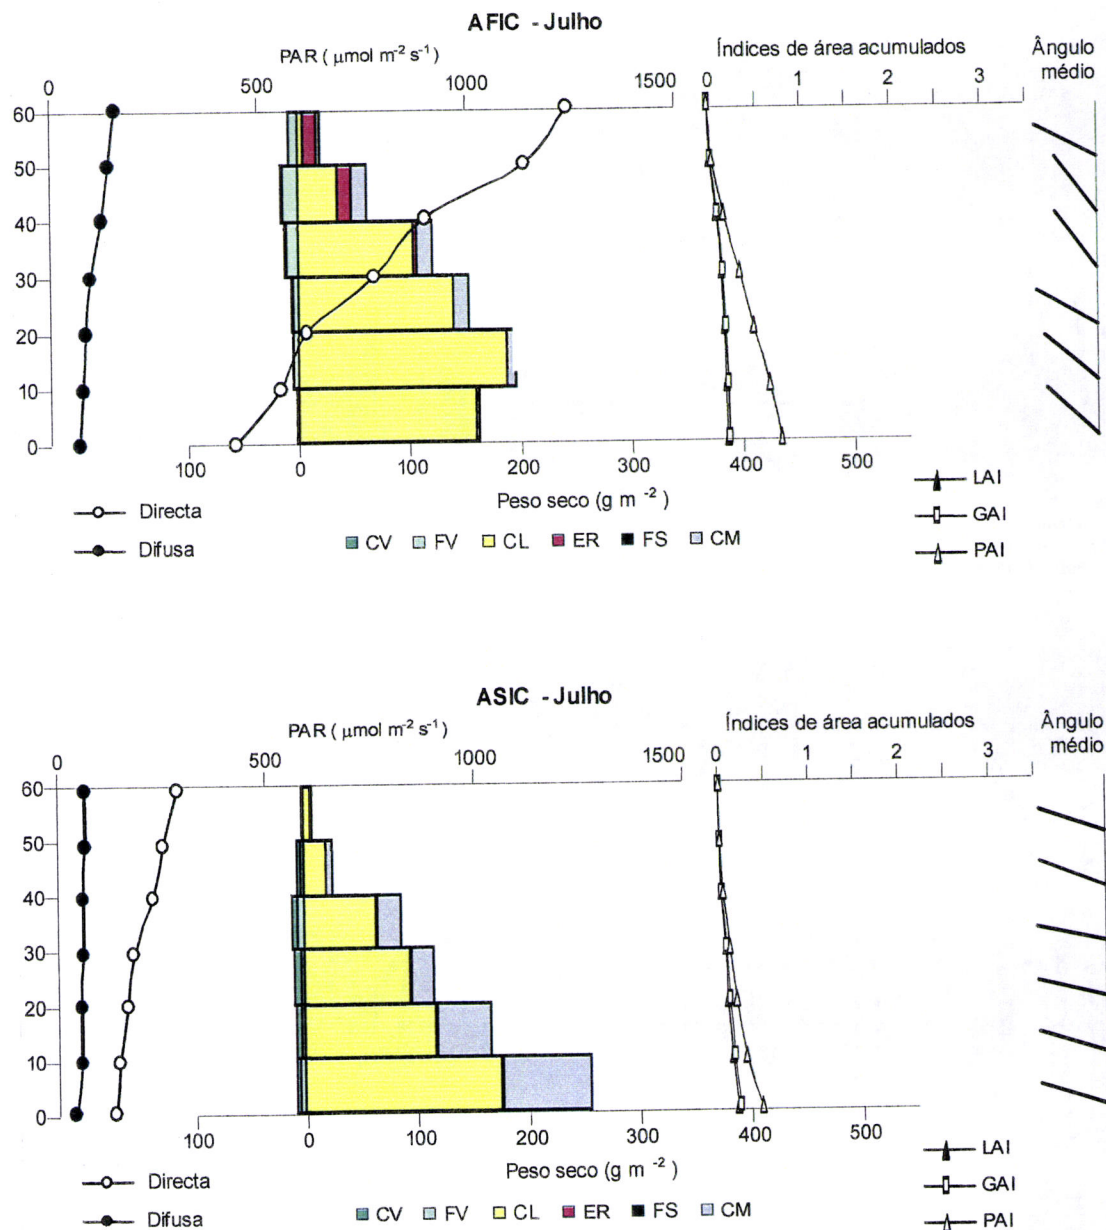 AFIC - Julho
PAR ( μmol m⁻² s⁻¹)
Índices de área acumulados
Ângulo médio
0 500 1000 1500
0 1 2 3
60
50
40
30
20
10
0
100 0 100 200 300 400 500
Peso seco (g m ⁻² )
Directa
Difusa
CV FV CL ER FS CM
LAI
GAI
PAI
ASIC - Julho
PAR ( μmol m⁻² s⁻¹)
Índices de área acumulados
Ângulo médio
0 500 1000 1500
0 1 2 3
60
50
40
30
20
10
0
100 0 100 200 300 400 500
Peso seco (g m ⁻² )
Directa
Difusa
CV FV CL ER FS CM
LAI
GAI
PAI